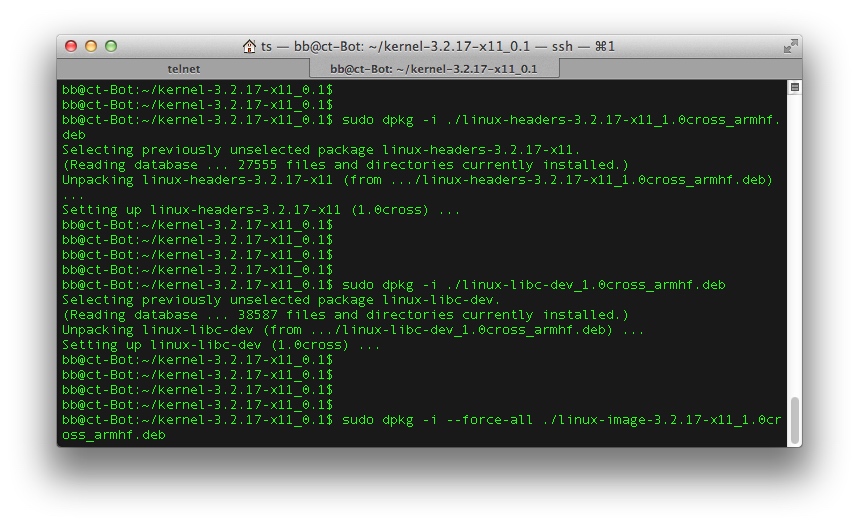 ts — bb@ct-Bot: ~/kernel-3.2.17-x11_0.1 — ssh — ⌘1
telnet
bb@ct-Bot: ~/kernel-3.2.17-x11_0.1
bb@ct-Bot:~/kernel-3.2.17-x11_0.1$
bb@ct-Bot:~/kernel-3.2.17-x11_0.1$
bb@ct-Bot:~/kernel-3.2.17-x11_0.1$ sudo dpkg -i ./linux-headers-3.2.17-x11_1.0cross_armhf.
deb
Selecting previously unselected package linux-headers-3.2.17-x11.
(Reading database ... 27555 files and directories currently installed.)
Unpacking linux-headers-3.2.17-x11 (from .../linux-headers-3.2.17-x11_1.0cross_armhf.deb)
...
Setting up linux-headers-3.2.17-x11 (1.0cross) ...
bb@ct-Bot:~/kernel-3.2.17-x11_0.1$
bb@ct-Bot:~/kernel-3.2.17-x11_0.1$
bb@ct-Bot:~/kernel-3.2.17-x11_0.1$
bb@ct-Bot:~/kernel-3.2.17-x11_0.1$
bb@ct-Bot:~/kernel-3.2.17-x11_0.1$ sudo dpkg -i ./linux-libc-dev_1.0cross_armhf.deb
Selecting previously unselected package linux-libc-dev.
(Reading database ... 38587 files and directories currently installed.)
Unpacking linux-libc-dev (from .../linux-libc-dev_1.0cross_armhf.deb) ...
Setting up linux-libc-dev (1.0cross) ...
bb@ct-Bot:~/kernel-3.2.17-x11_0.1$
bb@ct-Bot:~/kernel-3.2.17-x11_0.1$
bb@ct-Bot:~/kernel-3.2.17-x11_0.1$
bb@ct-Bot:~/kernel-3.2.17-x11_0.1$
bb@ct-Bot:~/kernel-3.2.17-x11_0.1$ sudo dpkg -i --force-all ./linux-image-3.2.17-x11_1.0cr
oss_armhf.deb